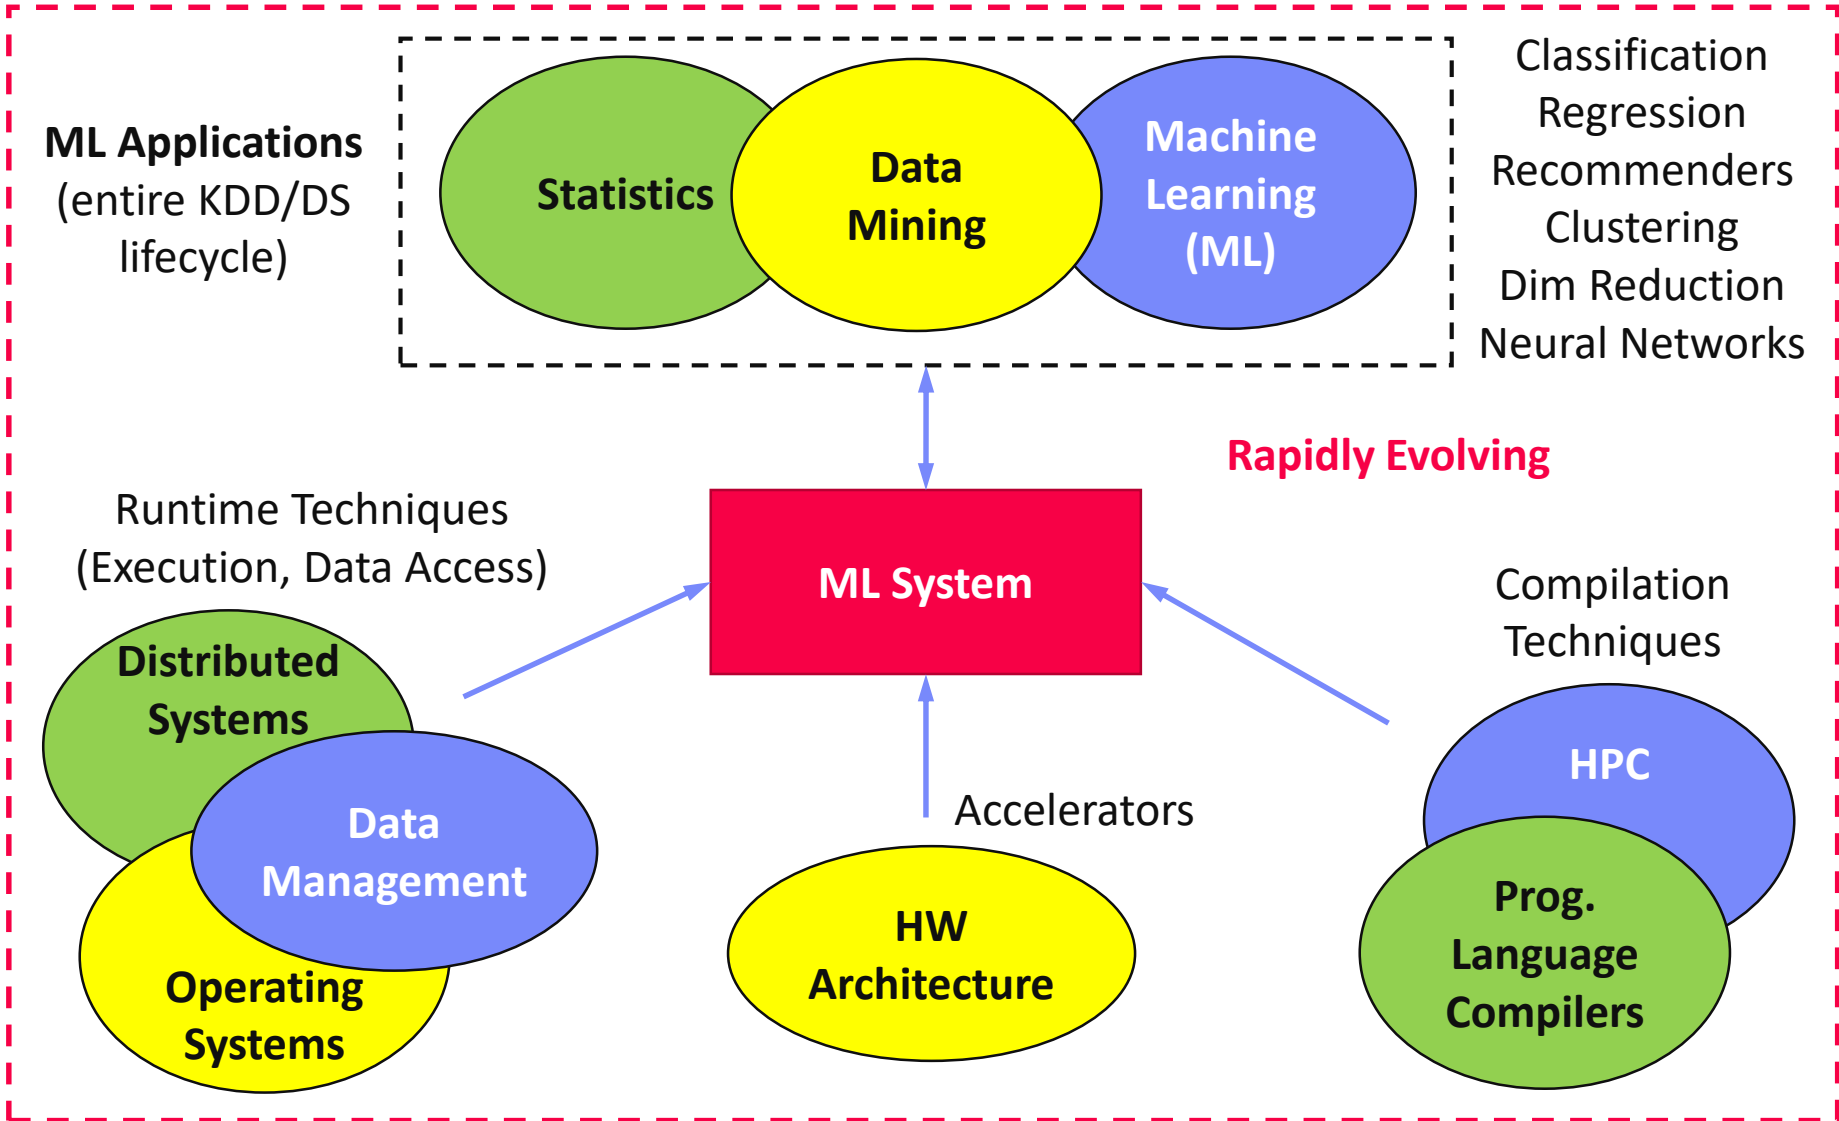 ML Applications
(entire KDD/DS
lifecycle)
Statistics
Data
Mining
Machine
Learning
(ML)
Classification
Regression
Recommenders
Clustering
Dim Reduction
Neural Networks
Rapidly Evolving
Runtime Techniques
(Execution, Data Access)
ML System
Compilation
Techniques
Distributed
Systems
Data
Management
Operating
Systems
Accelerators
HW
Architecture
HPC
Prog.
Language
Compilers